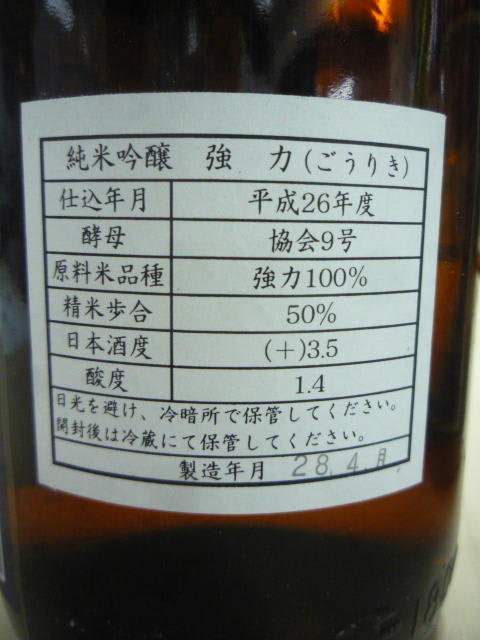 純米吟醸 強 力(ごうりき)
仕込年月 平成26年度
酵母 協会9号
原料米品種 強力100%
精米歩合 50%
日本酒度 (+)3.5
酸度 1.4
日光を避け、冷暗所で保管してください。
開封後は冷蔵にて保管してください。
製造年月 28.4.月